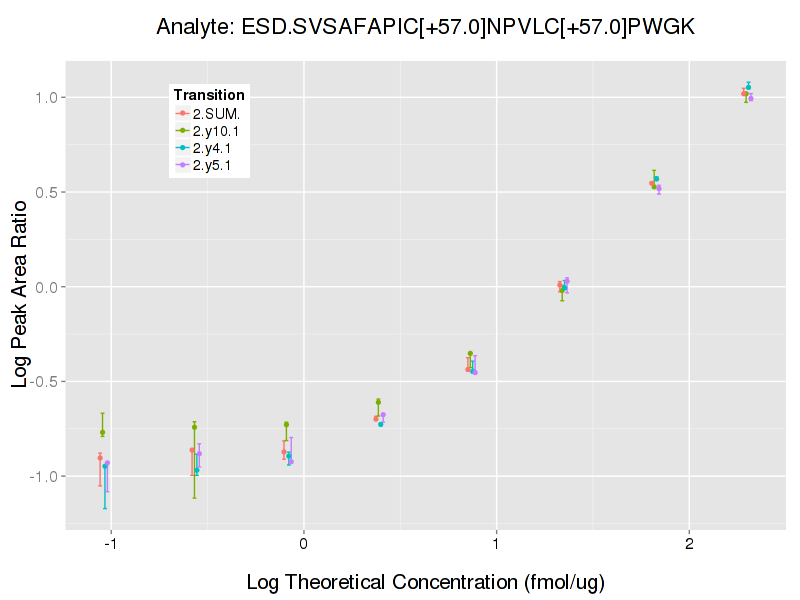 Analyte: ESD.SVSAFAPIC[+57.0]NPVLC[+57.0]PWGK
Transition
2.SUM.
2.y10.1
2.y4.1
2.y5.1
Log Peak Area Ratio
1.0
0.5
0.0
-0.5
-1.0
-1 0 1 2
Log Theoretical Concentration (fmol/ug)